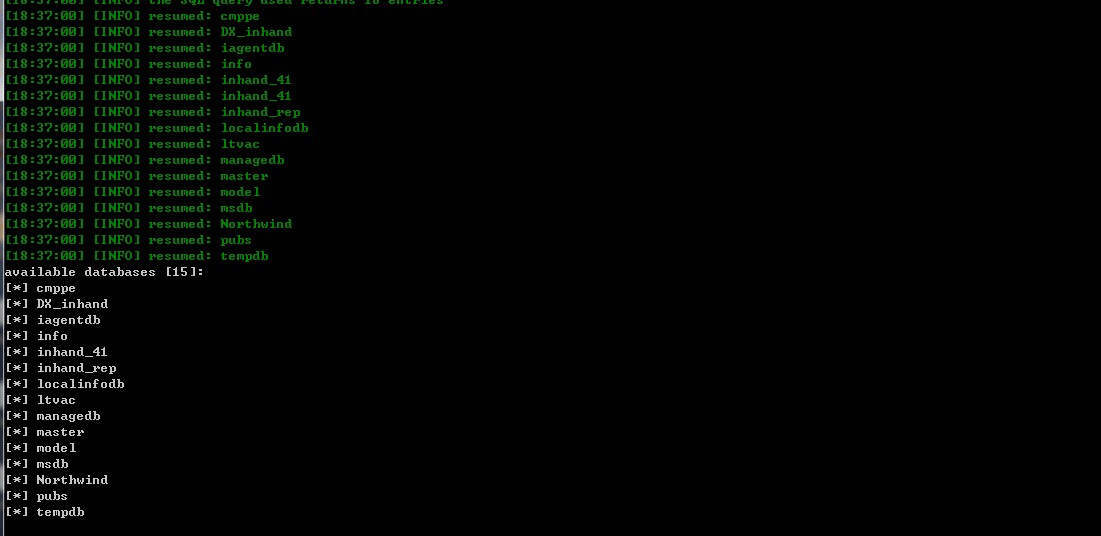 [18:37:00] [INFO] the SQL query used returns 16 entries
[18:37:00] [INFO] resumed: cmppe
[18:37:00] [INFO] resumed: DX_inhand
[18:37:00] [INFO] resumed: iagentdb
[18:37:00] [INFO] resumed: info
[18:37:00] [INFO] resumed: inhand_41
[18:37:00] [INFO] resumed: inhand_41
[18:37:00] [INFO] resumed: inhand_rep
[18:37:00] [INFO] resumed: localinfodb
[18:37:00] [INFO] resumed: ltvac
[18:37:00] [INFO] resumed: managedb
[18:37:00] [INFO] resumed: master
[18:37:00] [INFO] resumed: model
[18:37:00] [INFO] resumed: msdb
[18:37:00] [INFO] resumed: Northwind
[18:37:00] [INFO] resumed: pubs
[18:37:00] [INFO] resumed: tempdb
available databases [15]:
[*] cmppe
[*] DX_inhand
[*] iagentdb
[*] info
[*] inhand_41
[*] inhand_rep
[*] localinfodb
[*] ltvac
[*] managedb
[*] master
[*] model
[*] msdb
[*] Northwind
[*] pubs
[*] tempdb